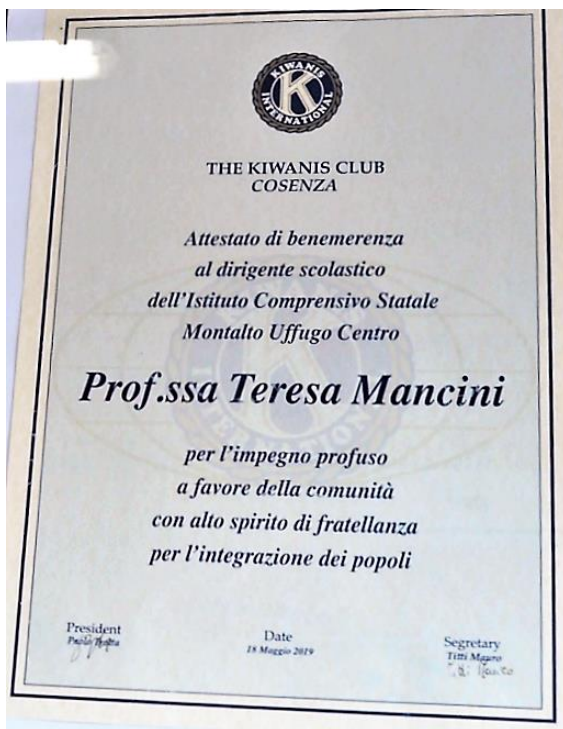 KIWANIS
K
INTERNATIONAL
THE KIWANIS CLUB
COSENZA
Attestato di benemerenza
al dirigente scolastico
dell'Istituto Comprensivo Statale
Montalto Uffugo Centro
Prof.ssa Teresa Mancini
per l'impegno profuso
a favore della comunità
con alto spirito di fratellanza
per l'integrazione dei popoli
President
Paolo
Date
18 Maggio 2019
Segretary
Titti Mauro